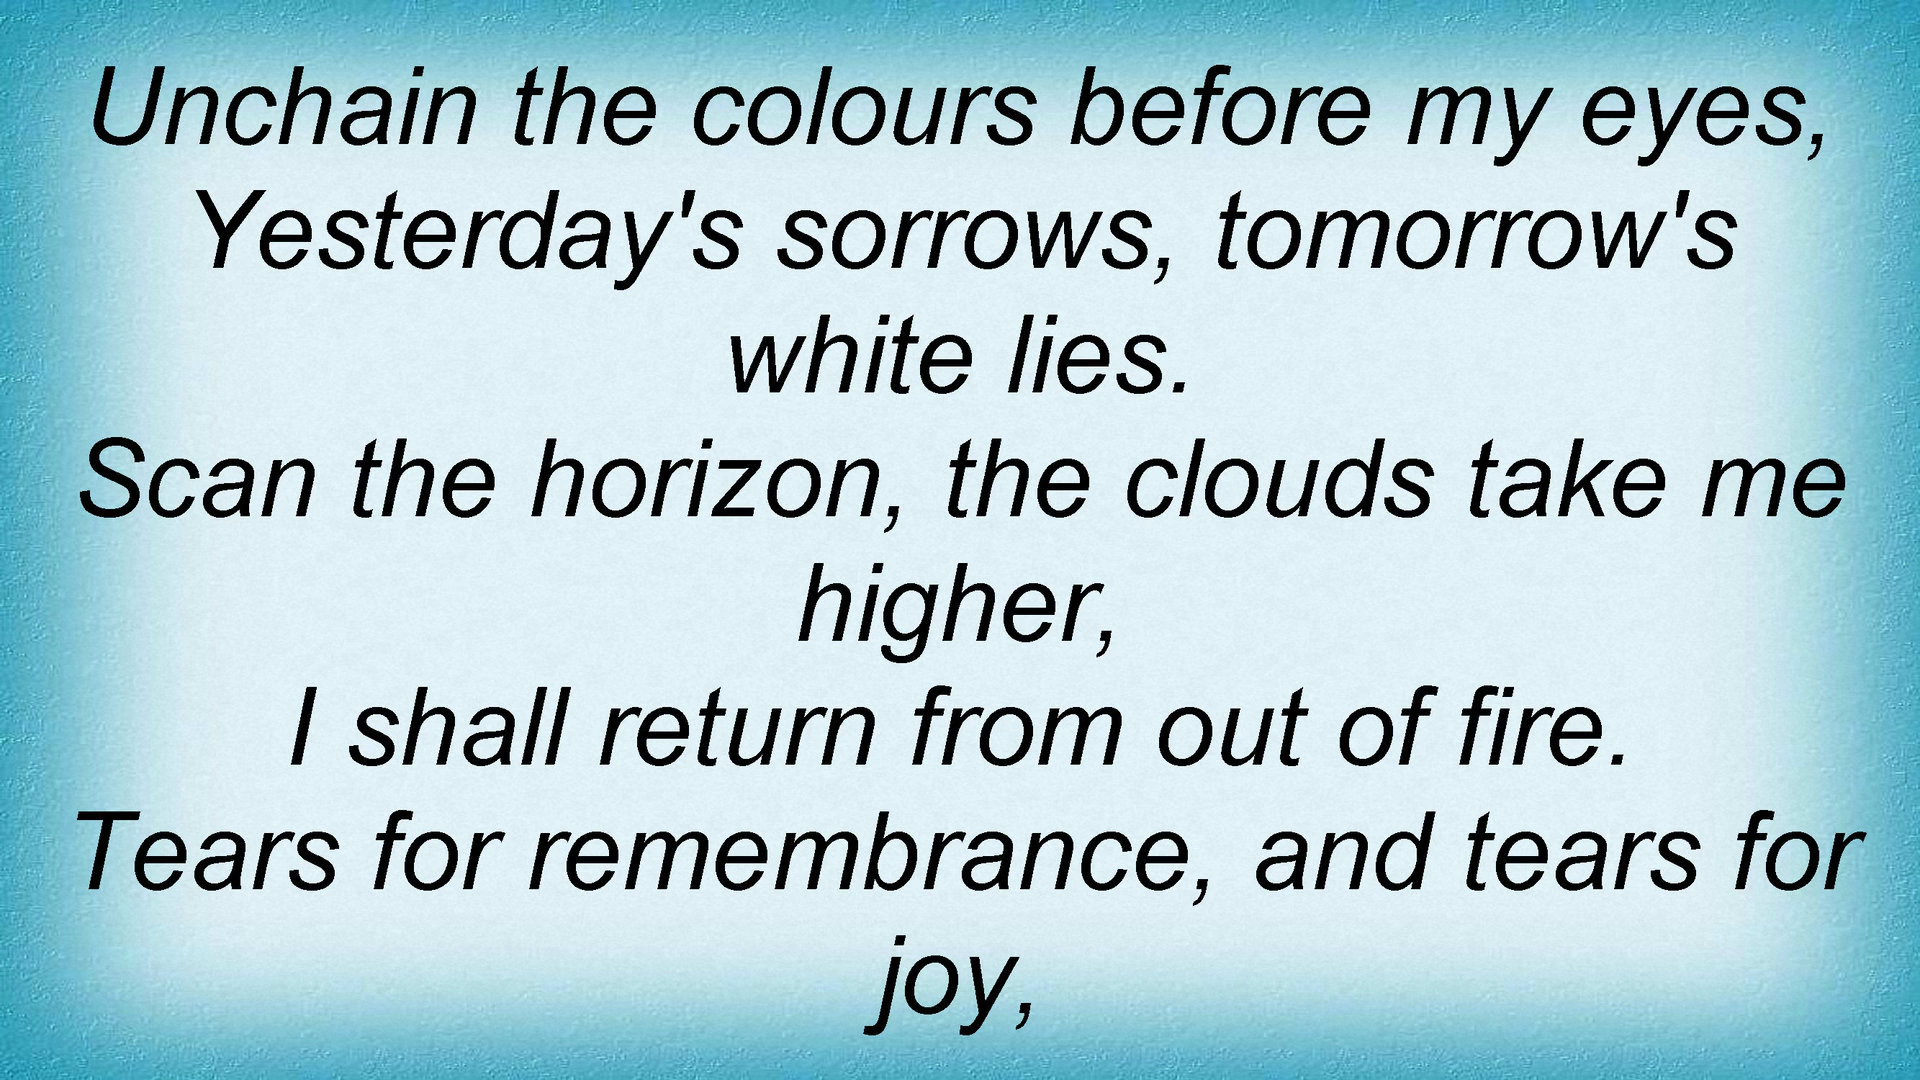 Unchain the colours before my eyes,
Yesterday's sorrows, tomorrow's
white lies.
Scan the horizon, the clouds take me
higher,
I shall return from out of fire.
Tears for remembrance, and tears for
joy,